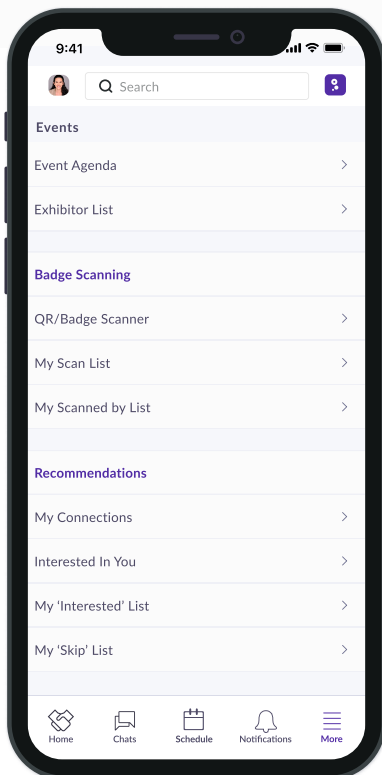 9:41
Search
Events
Event Agenda
Exhibitor List
Badge Scanning
QR/Badge Scanner
My Scan List
My Scanned by List
Recommendations
My Connections
Interested In You
My ‘Interested’ List
My ‘Skip’ List
Home Chats Schedule Notifications More